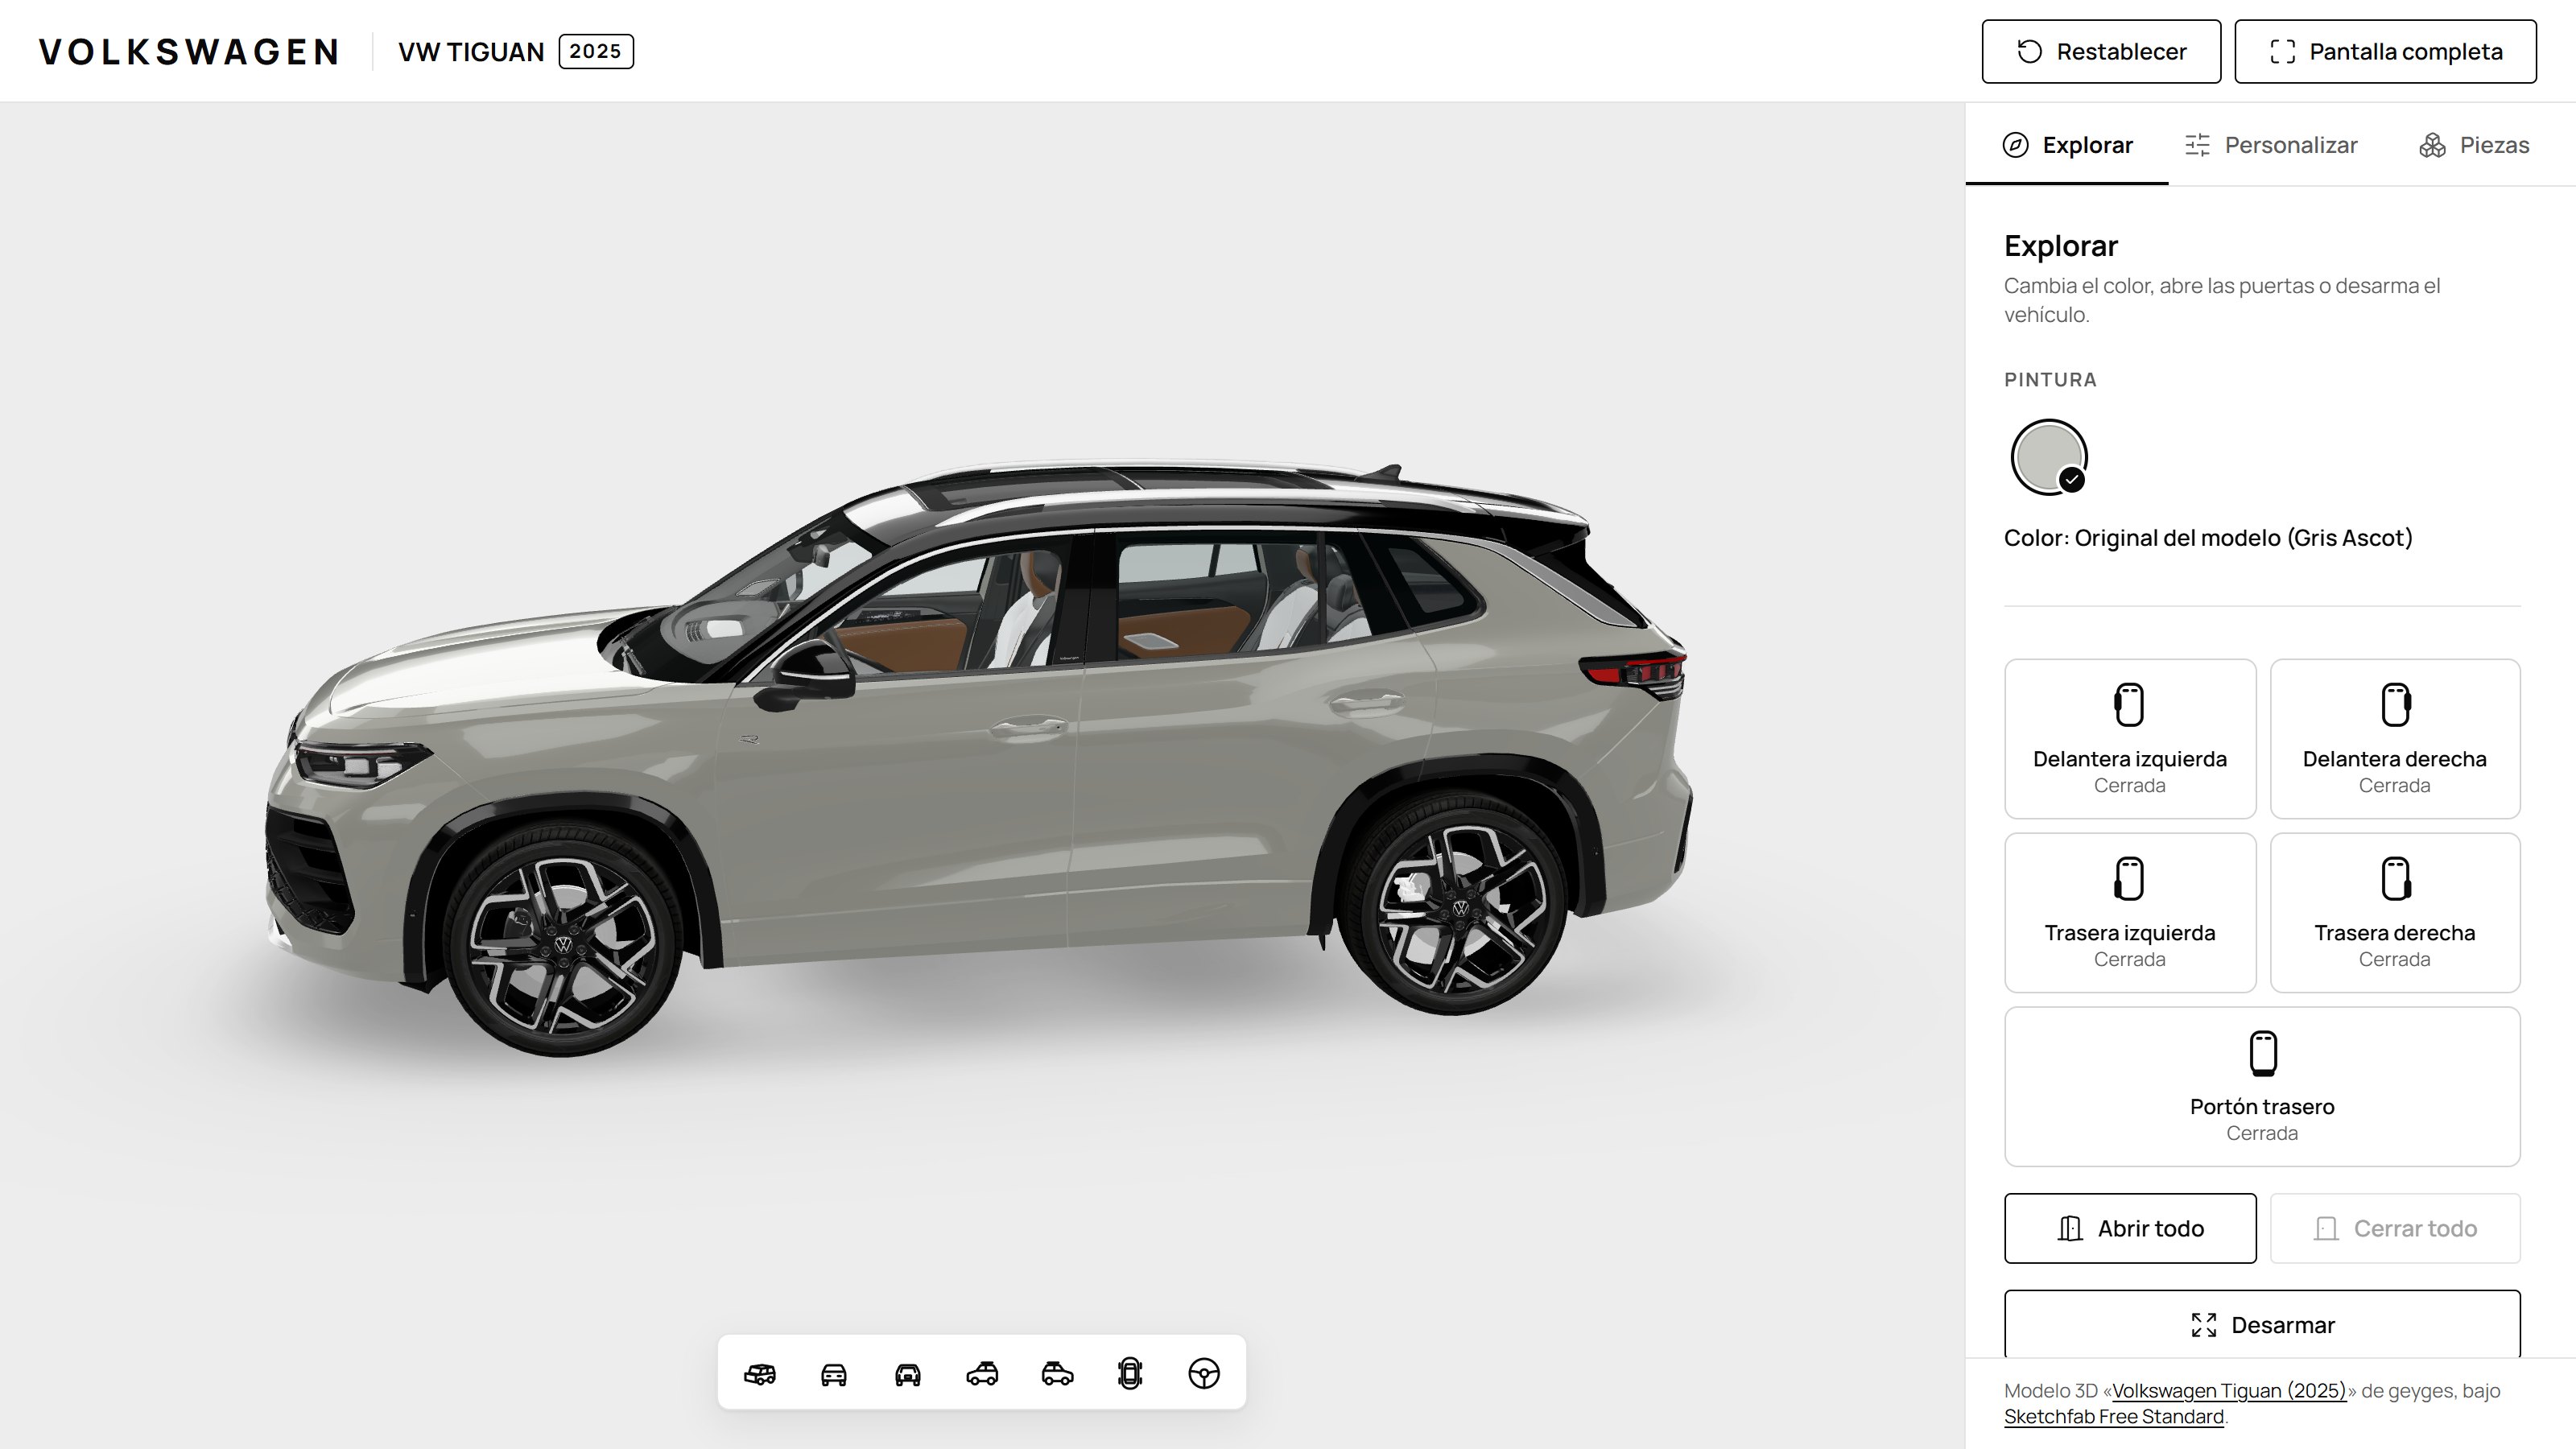 VOLKSWAGEN
VW TIGUAN 2025
Restablecer
Pantalla completa
Explorar
Personalizar
Piezas
Explorar
Cambia el color, abre las puertas o desarma el
vehículo.
PINTURA
Color: Original del modelo (Gris Ascot)
Delantera izquierda
Cerrada
Delantera derecha
Cerrada
Trasera izquierda
Cerrada
Trasera derecha
Cerrada
Portón trasero
Cerrada
Abrir todo
Cerrar todo
Desarmar
Modelo 3D «Volkswagen Tiguan (2025)» de geyges, bajo
Sketchfab Free Standard.